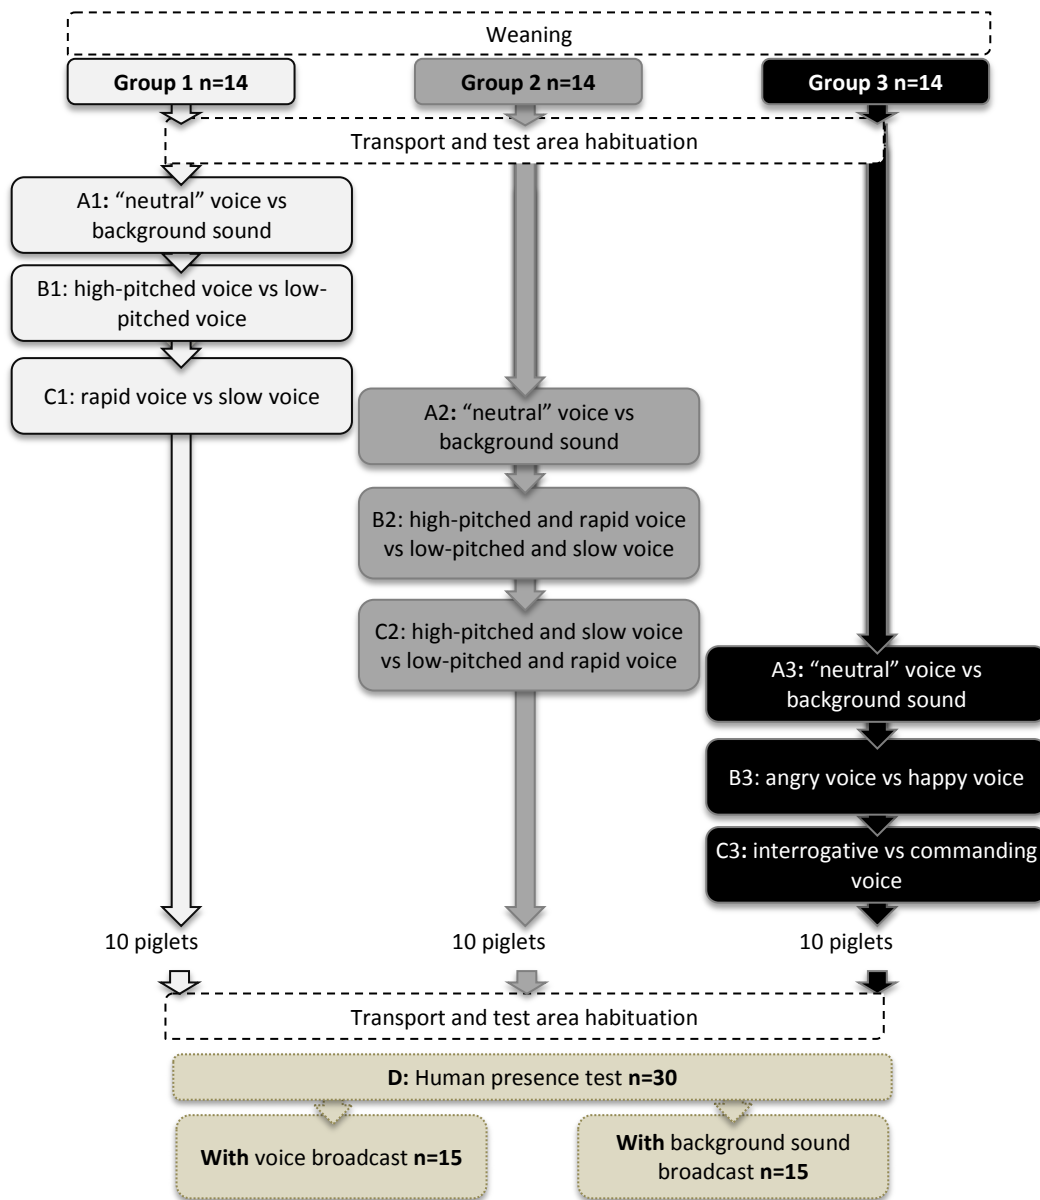 Weaning
Group 1 n=14
Group 2 n=14
Group 3 n=14
Transport and test area habituation
A1: “neutral” voice vs
background sound
B1: high-pitched voice vs low-
pitched voice
C1: rapid voice vs slow voice
A2: “neutral” voice vs
background sound
B2: high-pitched and rapid voice
vs low-pitched and slow voice
C2: high-pitched and slow voice
vs low-pitched and rapid voice
A3: “neutral” voice vs
background sound
B3: angry voice vs happy voice
C3: interrogative vs commanding
voice
10 piglets
10 piglets
10 piglets
Transport and test area habituation
D: Human presence test n=30
With voice broadcast n=15
With background sound
broadcast n=15